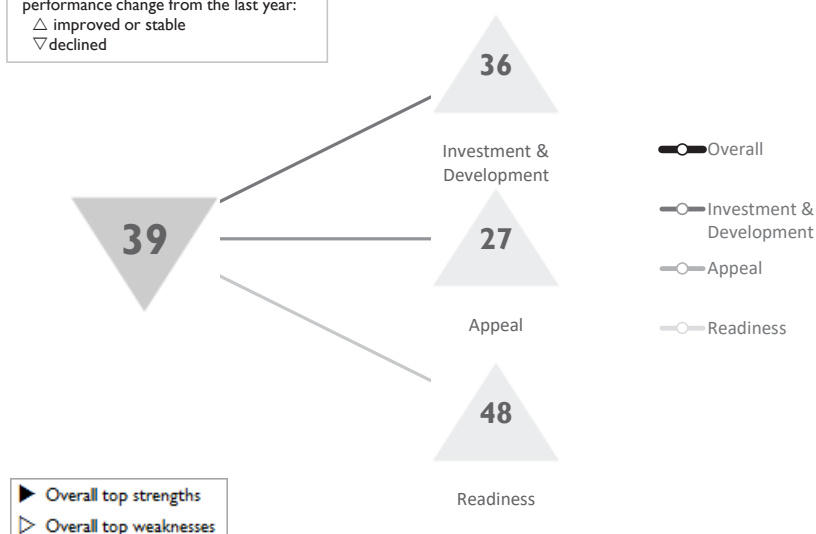 performance change from the last year:
△ improved or stable
▽ declined
36
Investment &
Development
39
27
Appeal
48
Readiness
Overall
Investment &
Development
Appeal
Readiness
▶ Overall top strengths
▷ Overall top weaknesses